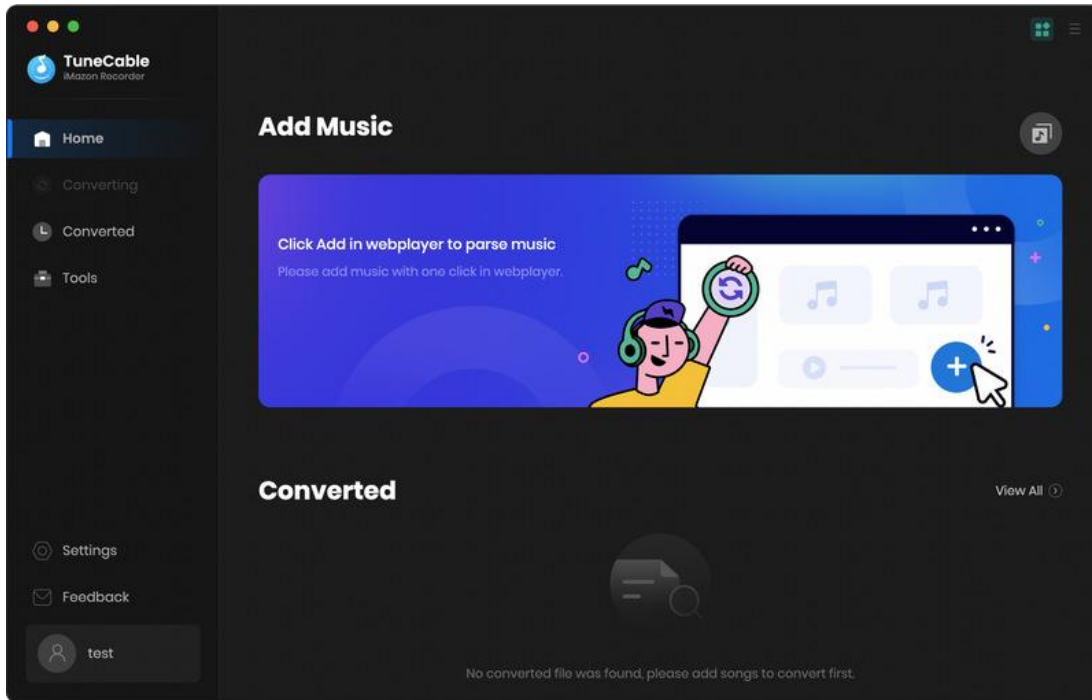 TuneCable
iMazon Recorder
Home
Converting
Converted
Tools
Settings
Feedback
test
Add Music
Click Add in webplayer to parse music
Please add music with one click in webplayer.
Converted
View All
No converted file was found, please add songs to convert first.